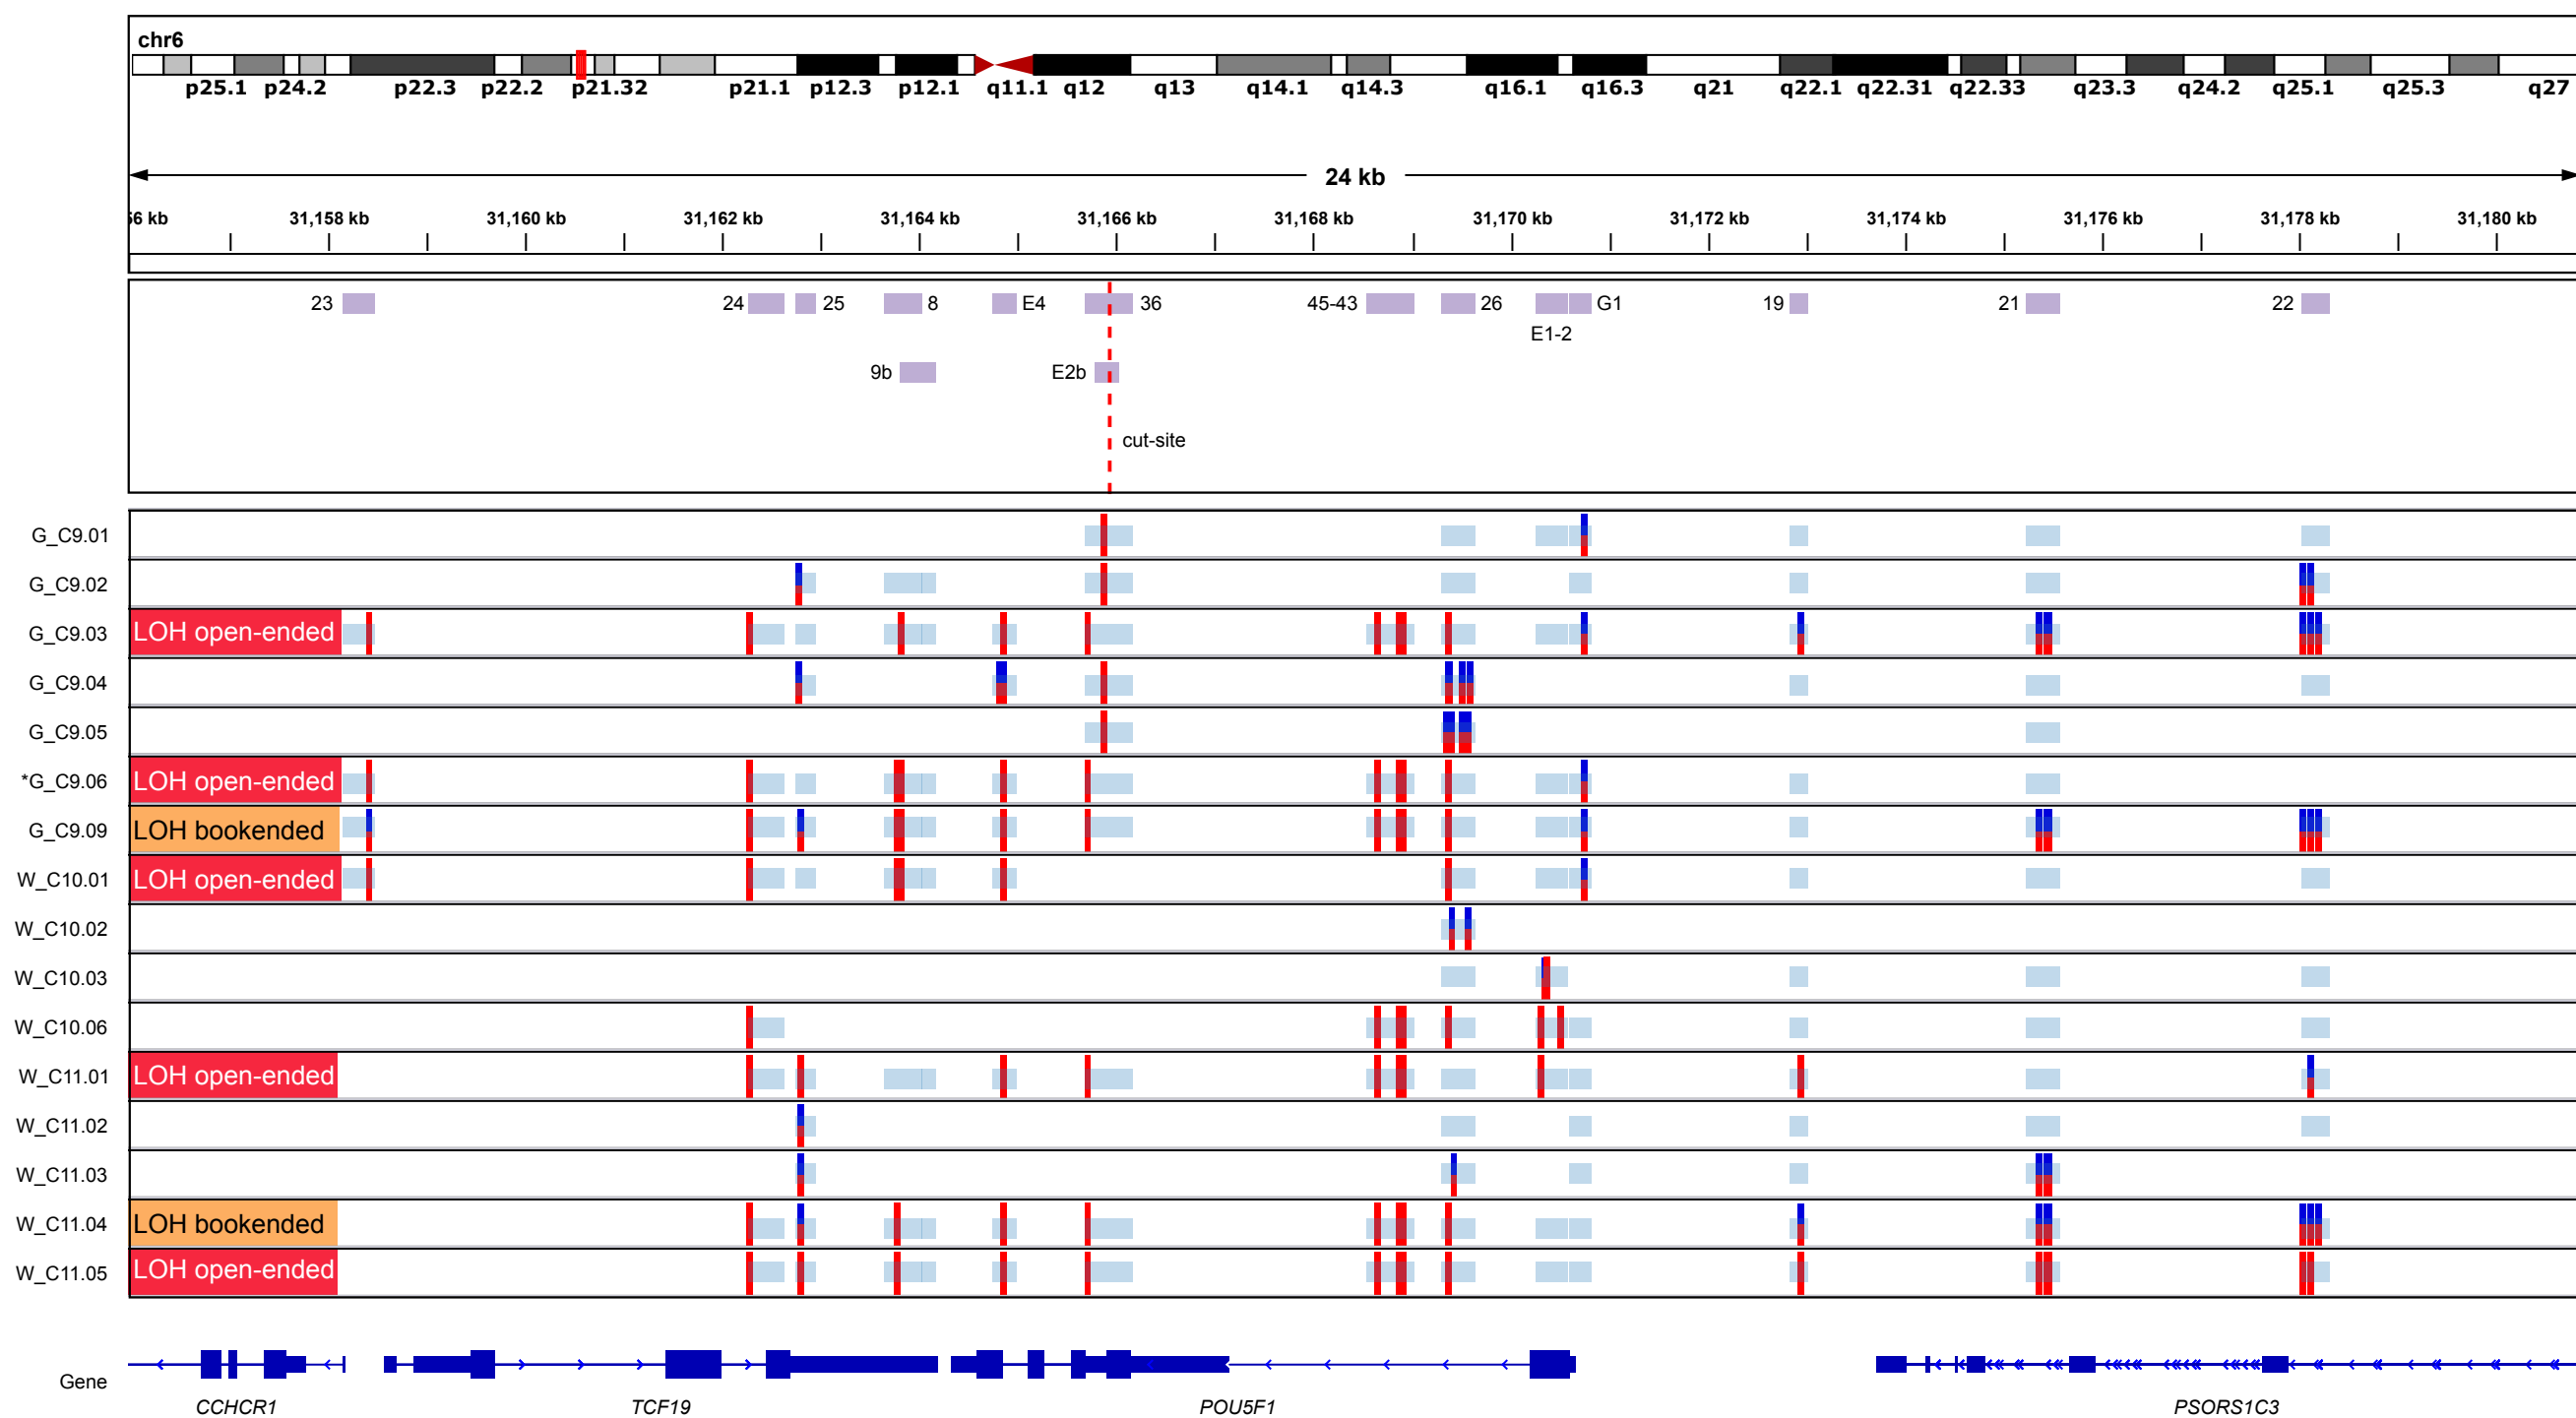 chr6
p25.1 p24.2 p22.3 p22.2 p21.32 p21.1 p12.3 p12.1 q11.1 q12 q13 q14.1 q14.3 q16.1 q16.3 q21 q22.1 q22.31 q22.33 q23.3 q24.2 q25.1 q25.3 q27
24 kb
56 kb 31,158 kb 31,160 kb 31,162 kb 31,164 kb 31,166 kb 31,168 kb 31,170 kb 31,172 kb 31,174 kb 31,176 kb 31,178 kb 31,180 kb
23 24 25 8 E4 36 45-43 26 G1 19 21 22
E1-2
9b E2b
cut-site
G_C9.01
G_C9.02
G_C9.03 LOH open-ended
G_C9.04
G_C9.05
*G_C9.06 LOH open-ended
G_C9.09 LOH bookended
W_C10.01 LOH open-ended
W_C10.02
W_C10.03
W_C10.06
W_C11.01 LOH open-ended
W_C11.02
W_C11.03
W_C11.04 LOH bookended
W_C11.05 LOH open-ended
Gene
CCHCR1 TCF19 POU5F1 PSORS1C3